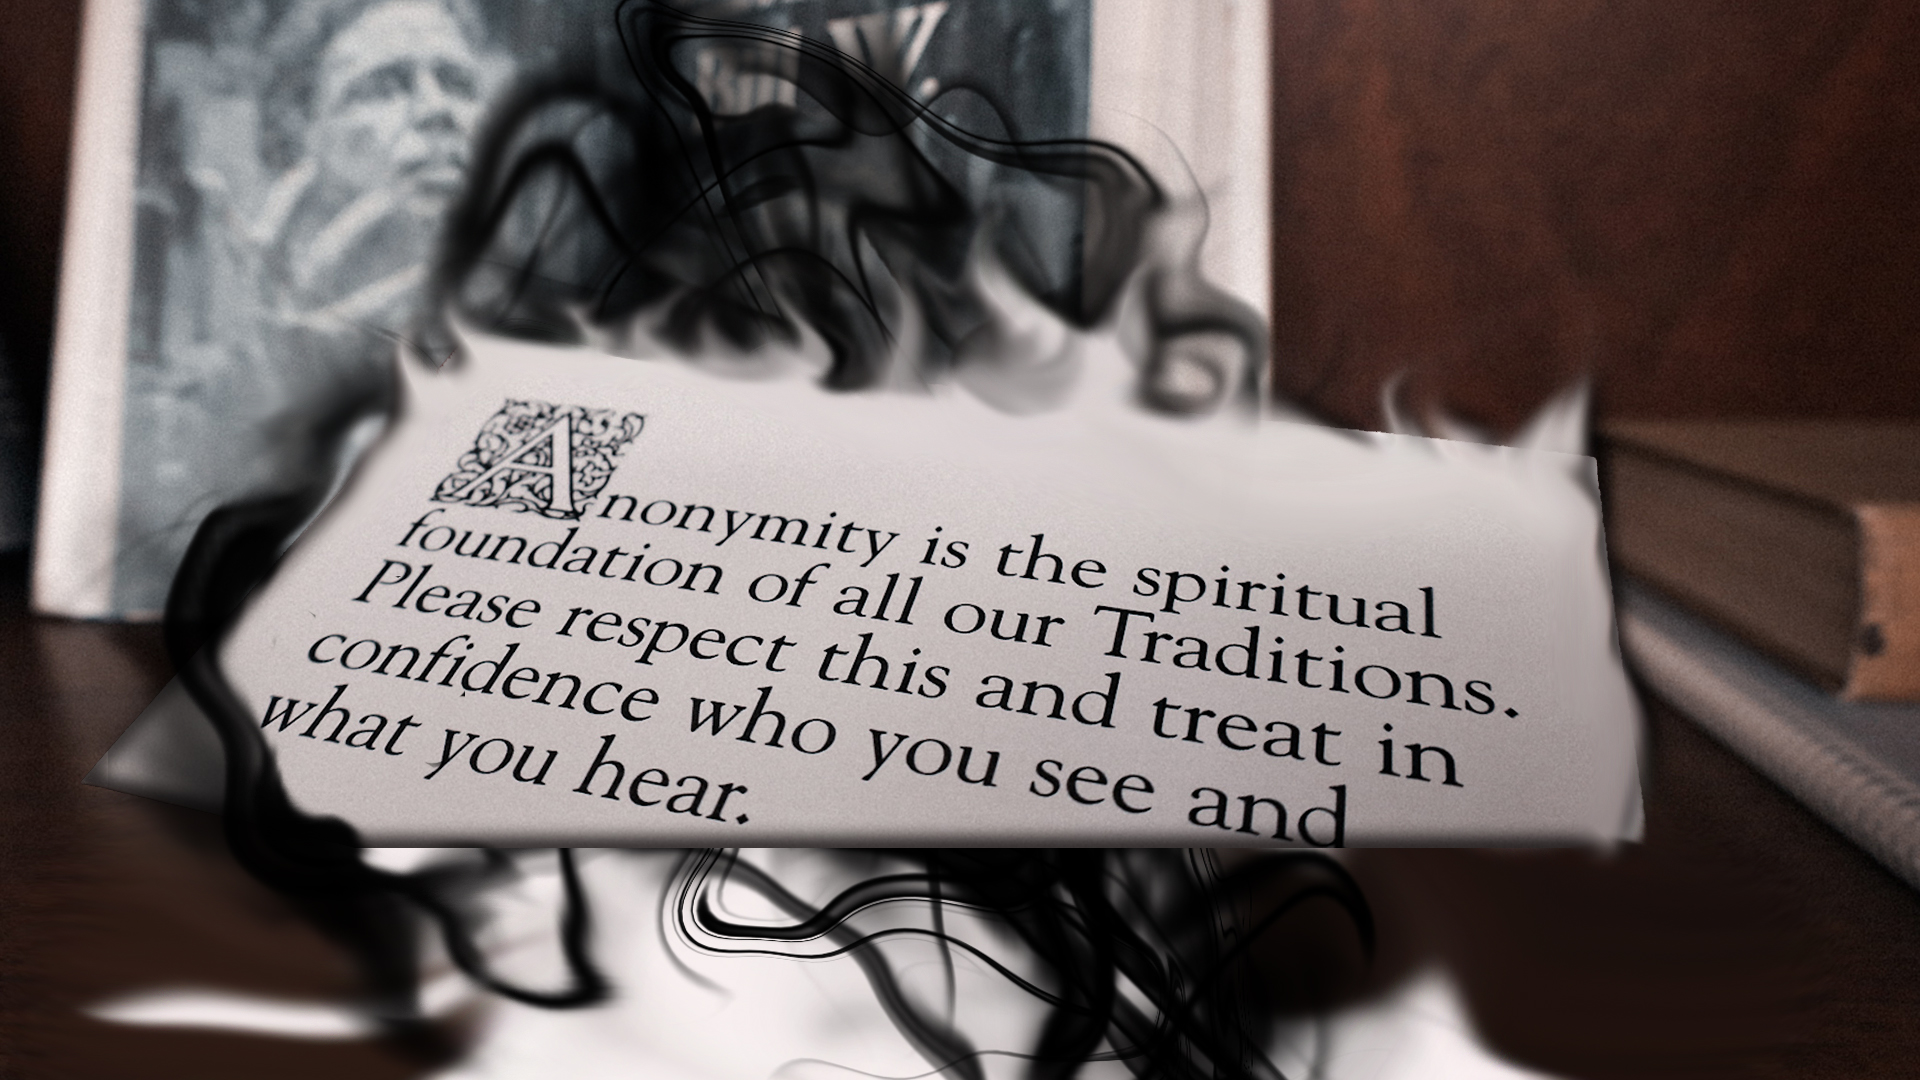 Bill W.
Anonymity is the spiritual
foundation of all our Traditions.
Please respect this and treat in
confidence who you see and
what you hear.